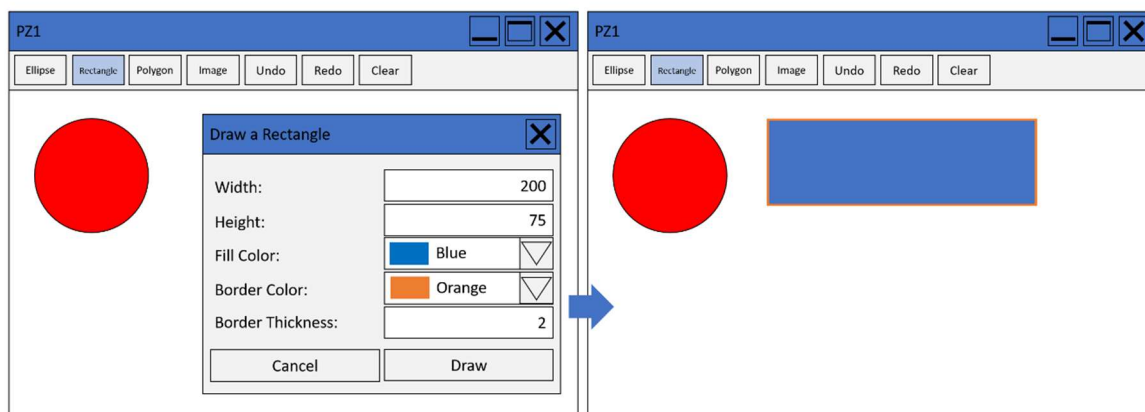 PZ1
Ellipse Rectangle Polygon Image Undo Redo Clear
Draw a Rectangle
Width: 200
Height: 75
Fill Color: Blue
Border Color: Orange
Border Thickness: 2
Cancel Draw
PZ1
Ellipse Rectangle Polygon Image Undo Redo Clear